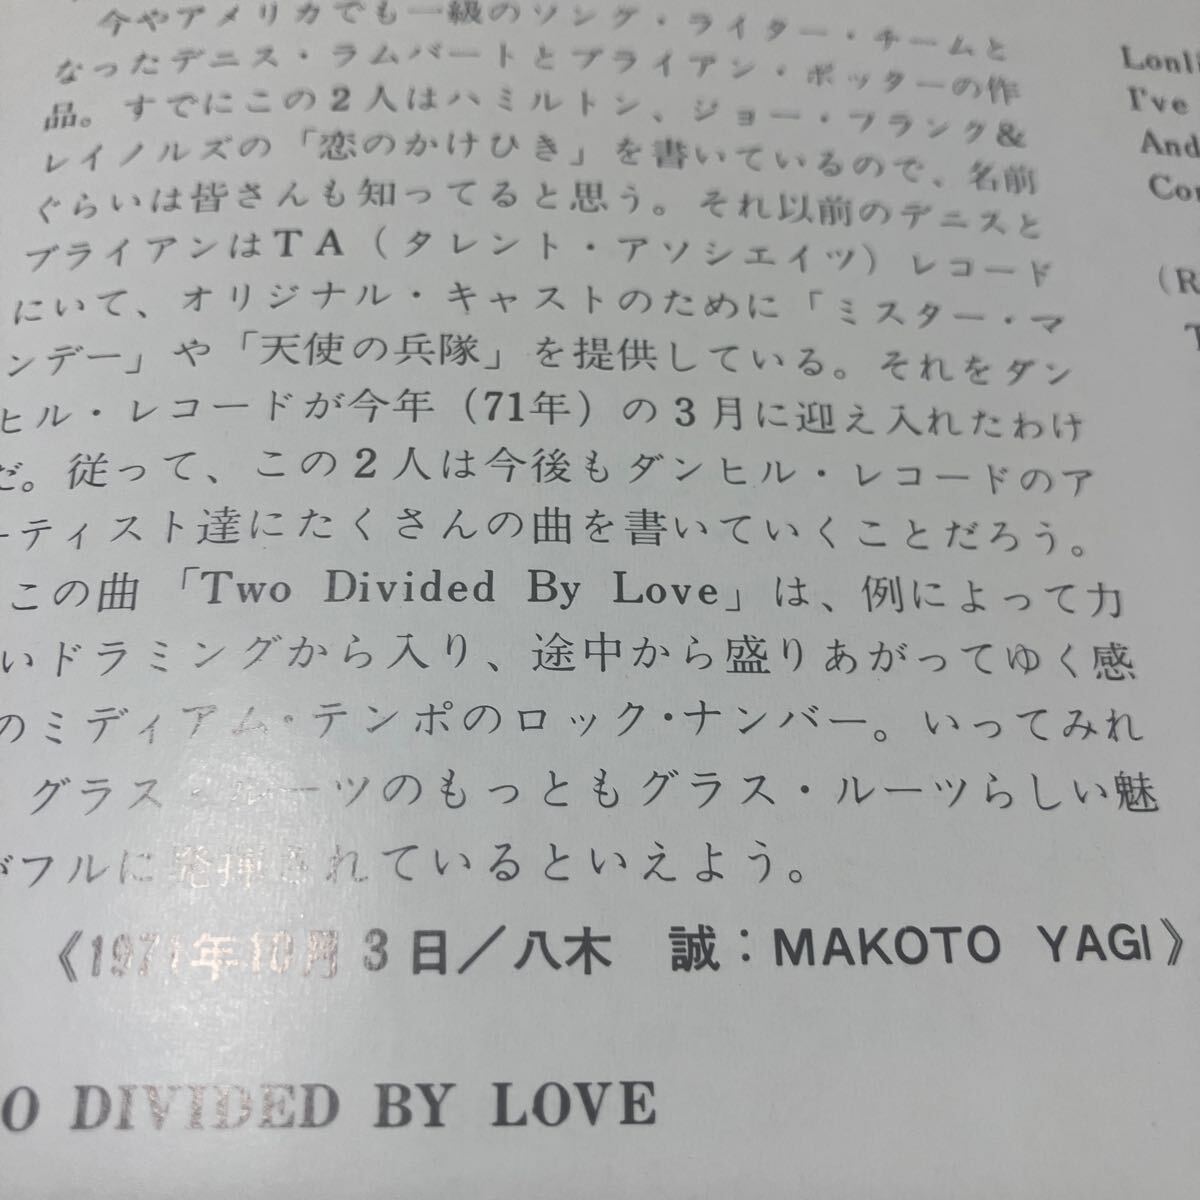 今やアメリカでも一級のソング・ライター・チームと
なったデニス・ラムバートとブライアン・ポッターの作
品。すでにこの2人はハミルトン、ジョー・フランク&
レイノルズの「恋のかけひき」を書いているので、名前
ぐらいは皆さんも知ってると思う。それ以前のデニスと
ブライアンはTA（タレント・アソシエイツ）レコード
にいて、オリジナル・キャストのために「ミスター・マ
ンデー」や「天使の兵隊」を提供している。それをダン
ヒル・レコードが今年（71年）の3月に迎え入れたわけ
だ。従って、この2人は今後もダンヒル・レコードのア
ーティスト達にたくさんの曲を書いていくことだろう。
この曲「Two Divided By Love」は、例によって力
いドラミングから入り、途中から盛りあがってゆく感
のミディアム・テンポのロック・ナンバー。いってみれ
グラス・ルーツのもっともグラス・ルーツらしい魅
がフルに発揮されているといえよう。
《1971年10月3日／八木 誠：MAKOTO YAGI》
O DIVIDED BY LOVE
Lonli
I've
And
Co
(R
T